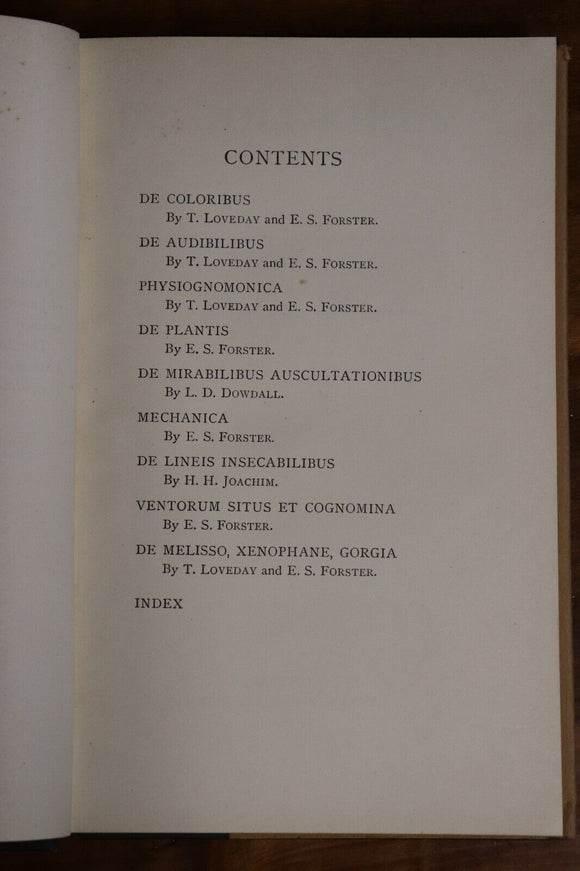 CONTENTS
DE COLORIBUS
By T. LOVEDAY and E. S. FORSTER.
DE AUDIBILIBUS
By T. LOVEDAY and E. S. FORSTER.
PHYSIOGNOMONICA
By T. LOVEDAY and E. S. FORSTER.
DE PLANTIS
By E. S. FORSTER.
DE MIRABILIBUS AUSCULTATIONIBUS
By L. D. DOWDALL.
MECHANICA
By E. S. FORSTER.
DE LINEIS INSECABILIBUS
By H. H. JOACHIM.
VENTORUM SITUS ET COGNOMINA
By E. S. FORSTER.
DE MELISSO, XENOPHANE, GORGIA
By T. LOVEDAY and E. S. FORSTER.
INDEX